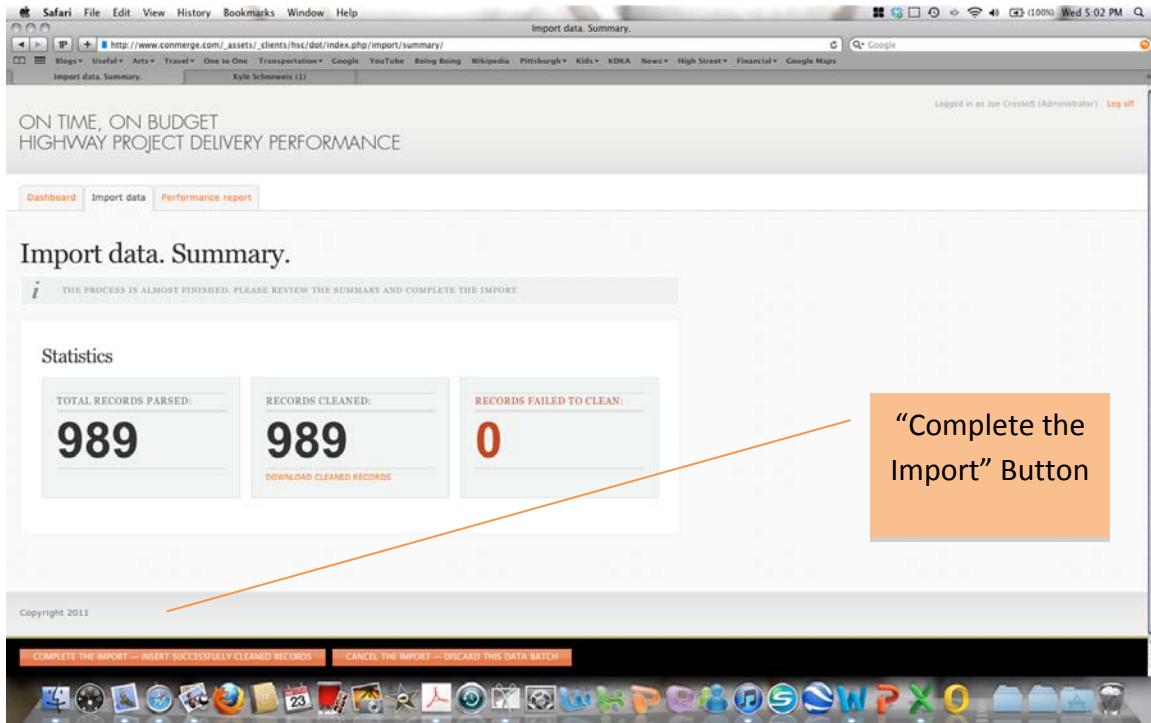 Safari File Edit View History Bookmarks Window Help
(100%) Wed 5:02 PM
Import data. Summary.
http://www.conmerge.com/_assets/_clients/hsc/dot/index.php/import/summary/
Google
Blogs Useful Arts Travel One to One Transportation Google YouTube Boing Boing Wikipedia Pittsburgh Kids KDKA News High Street Financial Google Maps
Import data. Summary. Kyle Schneweis (1)
Logged in as Joe Crossett (Administrator) Log off
ON TIME, ON BUDGET
HIGHWAY PROJECT DELIVERY PERFORMANCE
Dashboard Import data Performance report
Import data. Summary.
i THE PROCESS IS ALMOST FINISHED. PLEASE REVIEW THE SUMMARY AND COMPLETE THE IMPORT.
Statistics
TOTAL RECORDS PARSED: RECORDS CLEANED: RECORDS FAILED TO CLEAN:
989 989 0
DOWNLOAD CLEANED RECORDS
“Complete the
Import” Button
Copyright 2011
COMPLETE THE IMPORT — INSERT SUCCESSFULLY CLEANED RECORDS CANCEL THE IMPORT — DISCARD THIS DATA BATCH
23